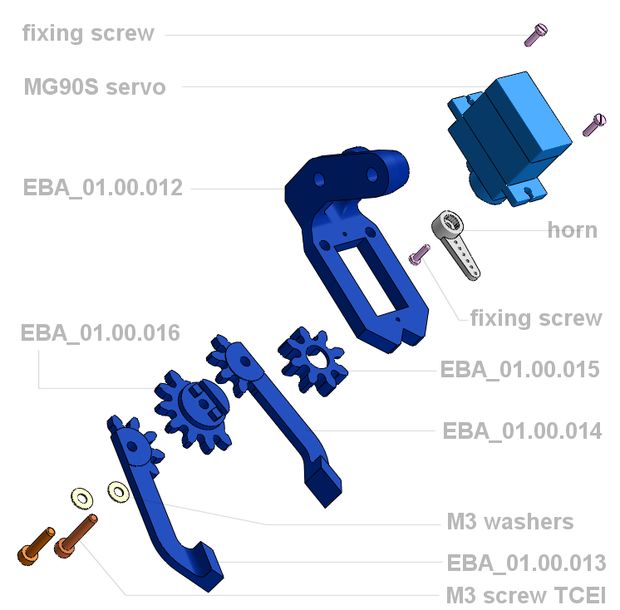 fixing screw
MG90S servo
EBA_01.00.012
horn
fixing screw
EBA_01.00.016
EBA_01.00.015
EBA_01.00.014
M3 washers
EBA_01.00.013
M3 screw TCEI